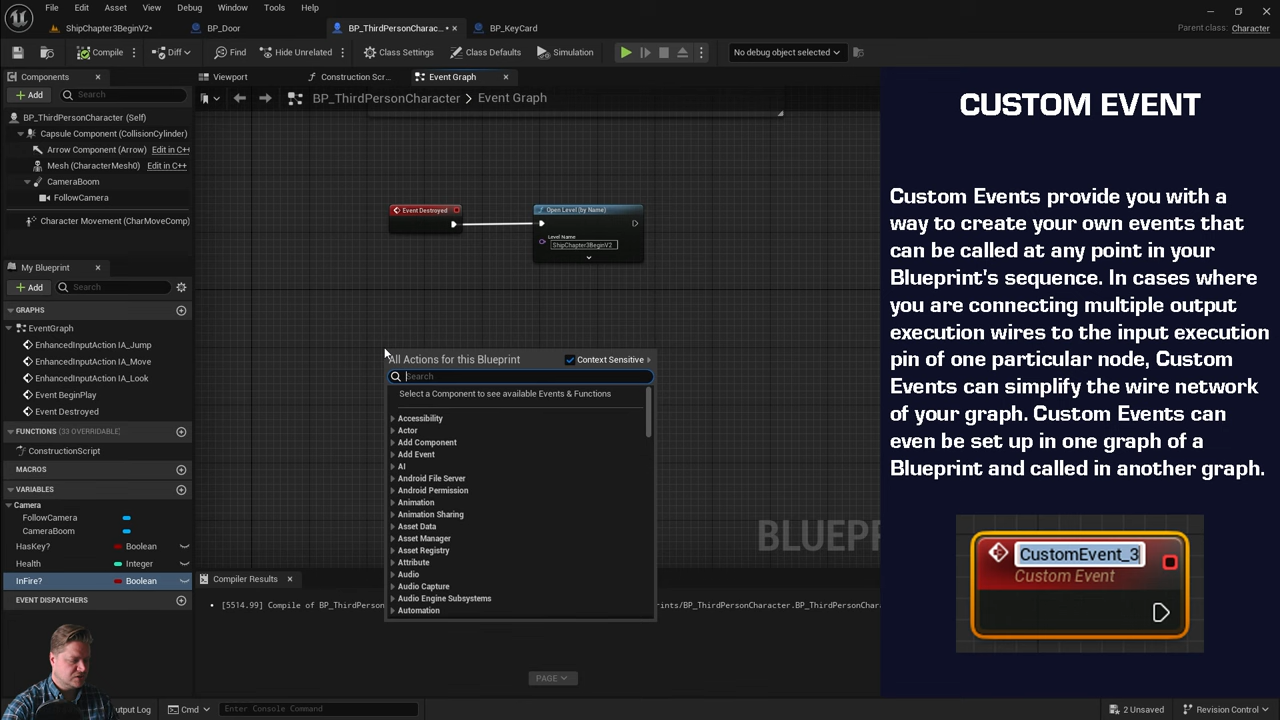 File Edit Asset View Debug Window Tools Help
ShipChapter3BeginV2* BP_Door BP_ThirdPersonCharac... BP_KeyCard Parent class: Character
Compile Diff Find Hide Unrelated Class Settings Class Defaults Simulation No debug object selected
Components Viewport Construction Scr... Event Graph
Add Search BP_ThirdPersonCharacter > Event Graph
BP_ThirdPersonCharacter (Self)
Capsule Component (CollisionCylinder)
Arrow Component (Arrow) Edit in C++
Mesh (CharacterMesh0) Edit in C++
CameraBoom
FollowCamera
Character Movement (CharMoveComp)
My Blueprint
Add Search
GRAPHS
EventGraph
EnhancedInputAction IA_Jump
EnhancedInputAction IA_Move
EnhancedInputAction IA_Look
Event BeginPlay
Event Destroyed
FUNCTIONS (33 OVERRIDABLE)
ConstructionScript
MACROS
VARIABLES
Camera
FollowCamera
CameraBoom
HasKey? Boolean
Health Integer
InFire? Boolean
EVENT DISPATCHERS
Event Destroyed
Open Level (by Name)
Level Name
ShipChapter3BeginV2
All Actions for this Blueprint Context Sensitive
Search
Select a Component to see available Events & Functions
Accessibility
Actor
Add Component
Add Event
AI
Android File Server
Android Permission
Animation
Animation Sharing
Asset Data
Asset Manager
Asset Registry
Attribute
Audio
Audio Capture
Audio Engine Subsystems
Automation
BLUEPR
Compiler Results
[5514.99] Compile of BP_ThirdPerson
prints/BP_ThirdPersonCharacter.BP_ThirdPersonChara
PAGE
utput Log Cmd Enter Console Command 2 Unsaved Revision Control
CUSTOM EVENT
Custom Events provide you with a
way to create your own events that
can be called at any point in your
Blueprint's sequence. In cases where
you are connecting multiple output
execution wires to the input execution
pin of one particular node, Custom
Events can simplify the wire network
of your graph. Custom Events can
even be set up in one graph of a
Blueprint and called in another graph.
CustomEvent_3
Custom Event